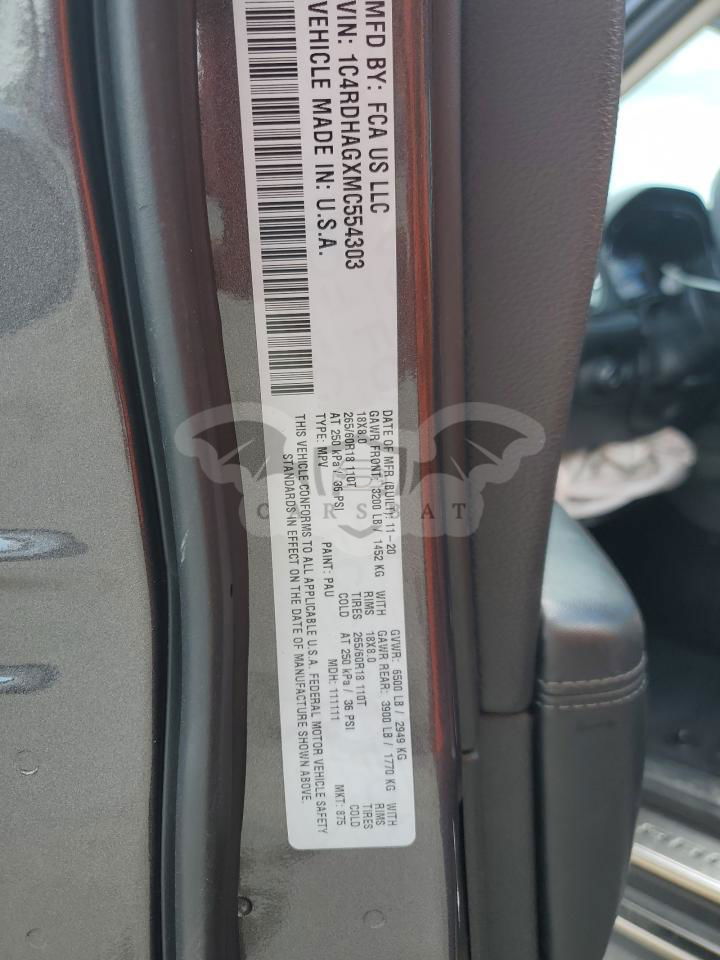 MFD BY: FCA US LLC
VIN: 1C4RDHAGXMC554303
VEHICLE MADE IN: U.S.A.
DATE OF MFR (BUILT): 11-20 GVWR: 6500 LB / 2949 KG
GAWR FRONT: 3200 LB / 1452 KG WITH GAWR REAR: 3900 LB / 1770 KG WITH
18X8.0 RIMS 18X8.0 RIMS
265/60R18 110T TIRES 265/60R18 110T TIRES
AT 250 kPa / 36 PSI COLD AT 250 kPa / 36 PSI COLD
TYPE: MPV PAINT: PAU MDH: 111111 MKT: 875
THIS VEHICLE CONFORMS TO ALL APPLICABLE U.S.A. FEDERAL MOTOR VEHICLE SAFETY
STANDARDS IN EFFECT ON THE DATE OF MANUFACTURE SHOWN ABOVE.